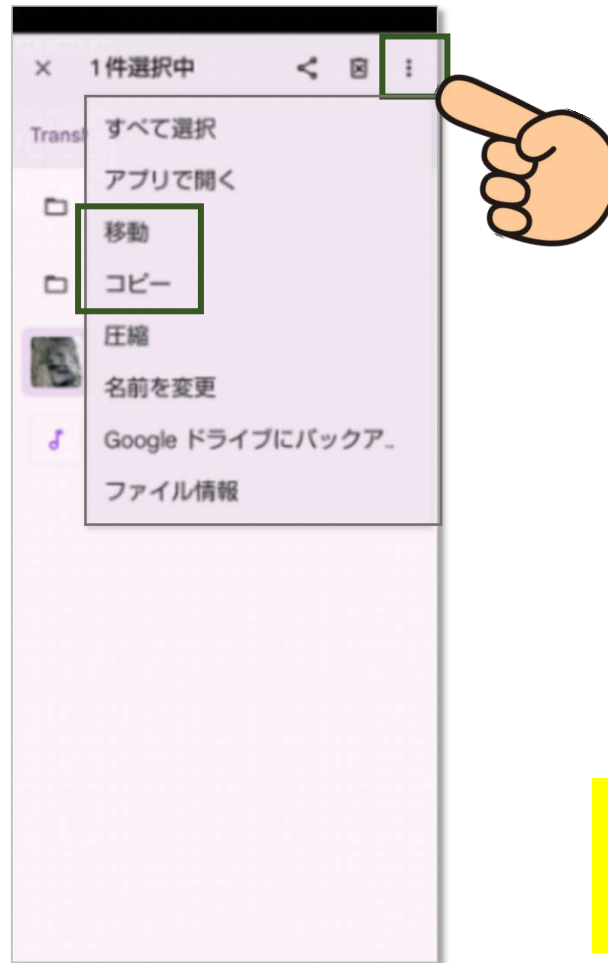 1件選択中
Transf
すべて選択
アプリで開く
移動
コピー
圧縮
名前を変更
Google ドライブにバックア..
ファイル情報